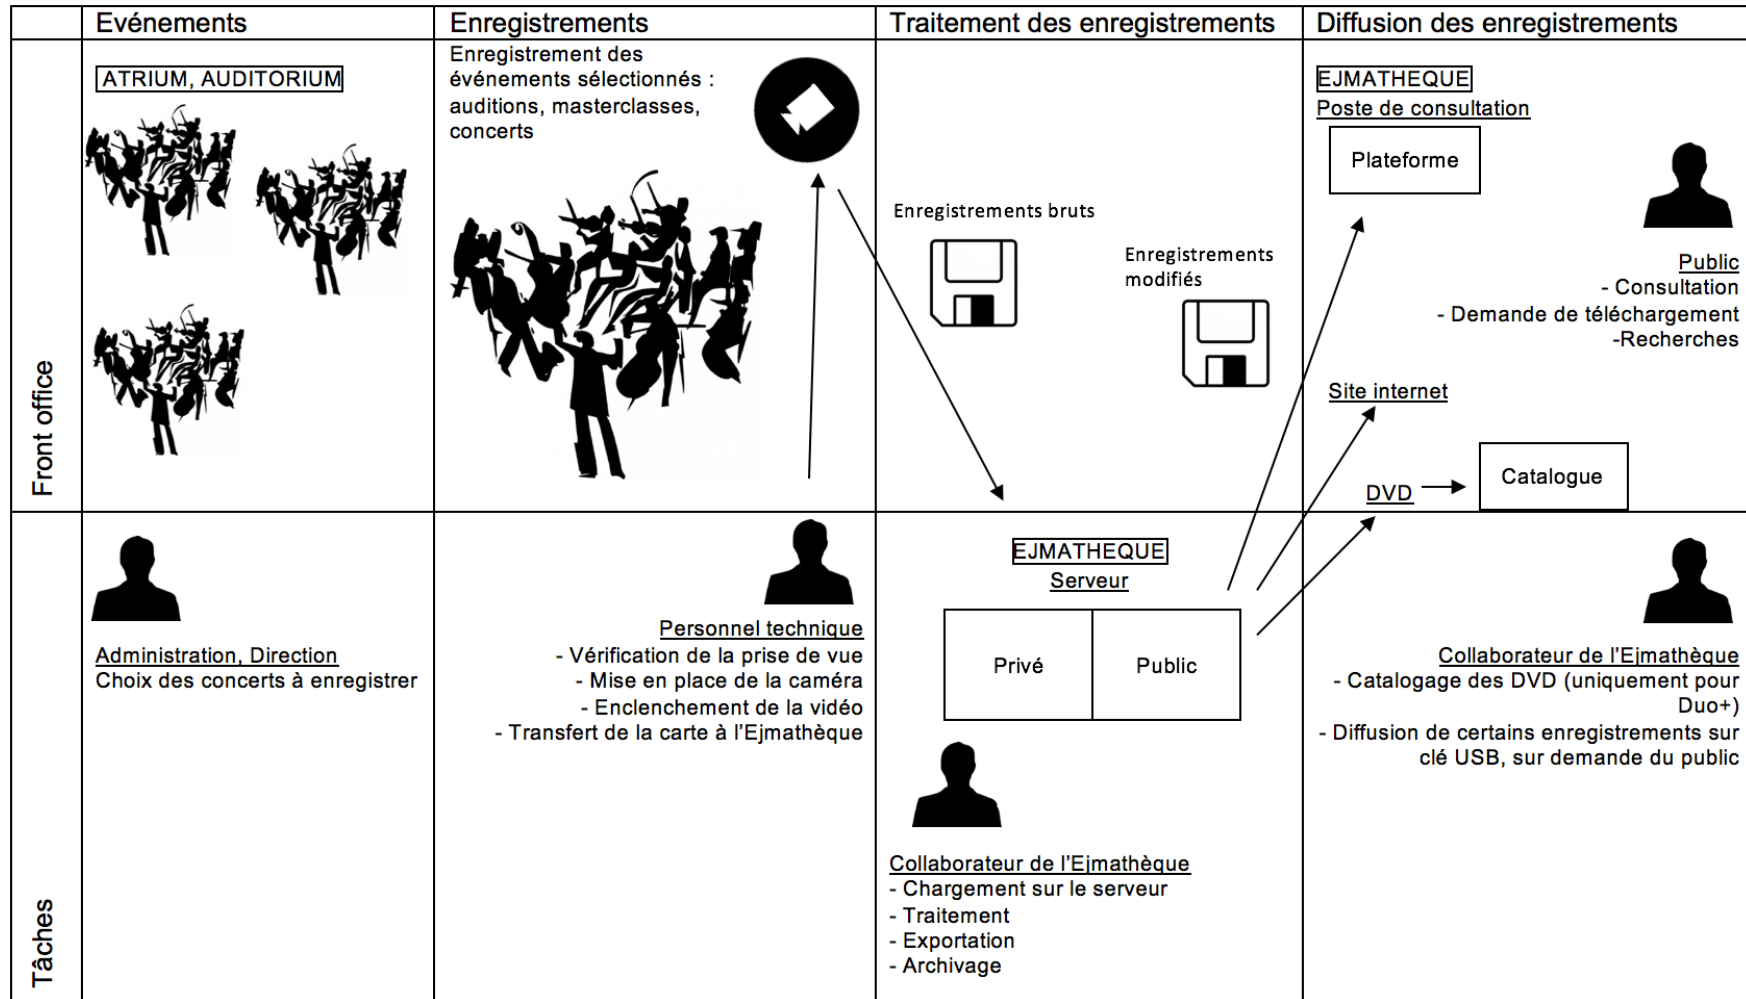 Evénements
Enregistrements
Traitement des enregistrements
Diffusion des enregistrements
Front office
ATRIUM, AUDITORIUM
Enregistrement des
événements sélectionnés :
auditions, masterclasses,
concerts
Enregistrements bruts
Enregistrements
modifiés
EJMATHEQUE
Poste de consultation
Plateforme
Public
- Consultation
- Demande de téléchargement
-Recherches
Site internet
DVD
Catalogue
Tâches
Administration, Direction
Choix des concerts à enregistrer
Personnel technique
- Vérification de la prise de vue
- Mise en place de la caméra
- Enclenchement de la vidéo
- Transfert de la carte à l'Ejmathèque
EJMATHEQUE
Serveur
Privé
Public
Collaborateur de l'Ejmathèque
- Chargement sur le serveur
- Traitement
- Exportation
- Archivage
Collaborateur de l'Ejmathèque
- Catalogage des DVD (uniquement pour
Duo+)
- Diffusion de certains enregistrements sur
clé USB, sur demande du public